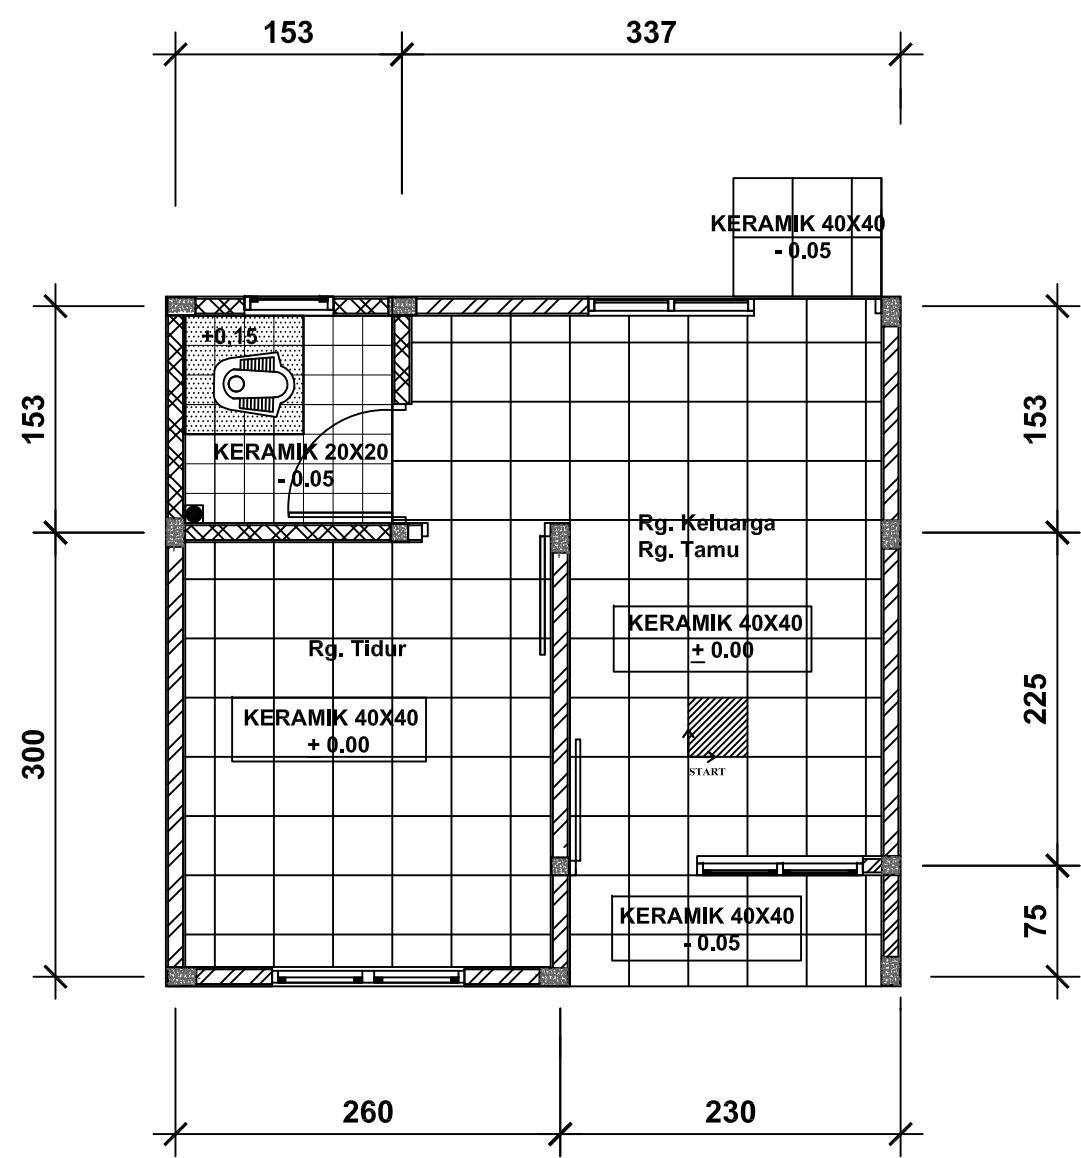 153
337
KERAMIK 40X40
- 0.05
+0,15
153
153
KERAMIK 20X20
- 0.05
Rg. Keluarga
Rg. Tamu
KERAMIK 40X40
± 0.00
Rg. Tidur
KERAMIK 40X40
± 0.00
300
225
START
KERAMIK 40X40
- 0.05
75
260
230